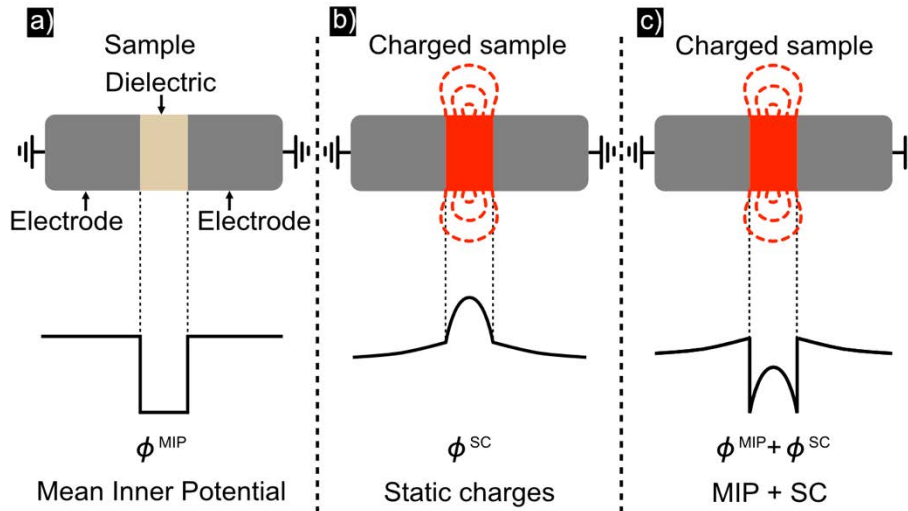 a)
Sample
Dielectric
Electrode
Electrode
ϕ^MIP
Mean Inner Potential
b)
Charged sample
ϕ^SC
Static charges
c)
Charged sample
ϕ^MIP + ϕ^SC
MIP + SC